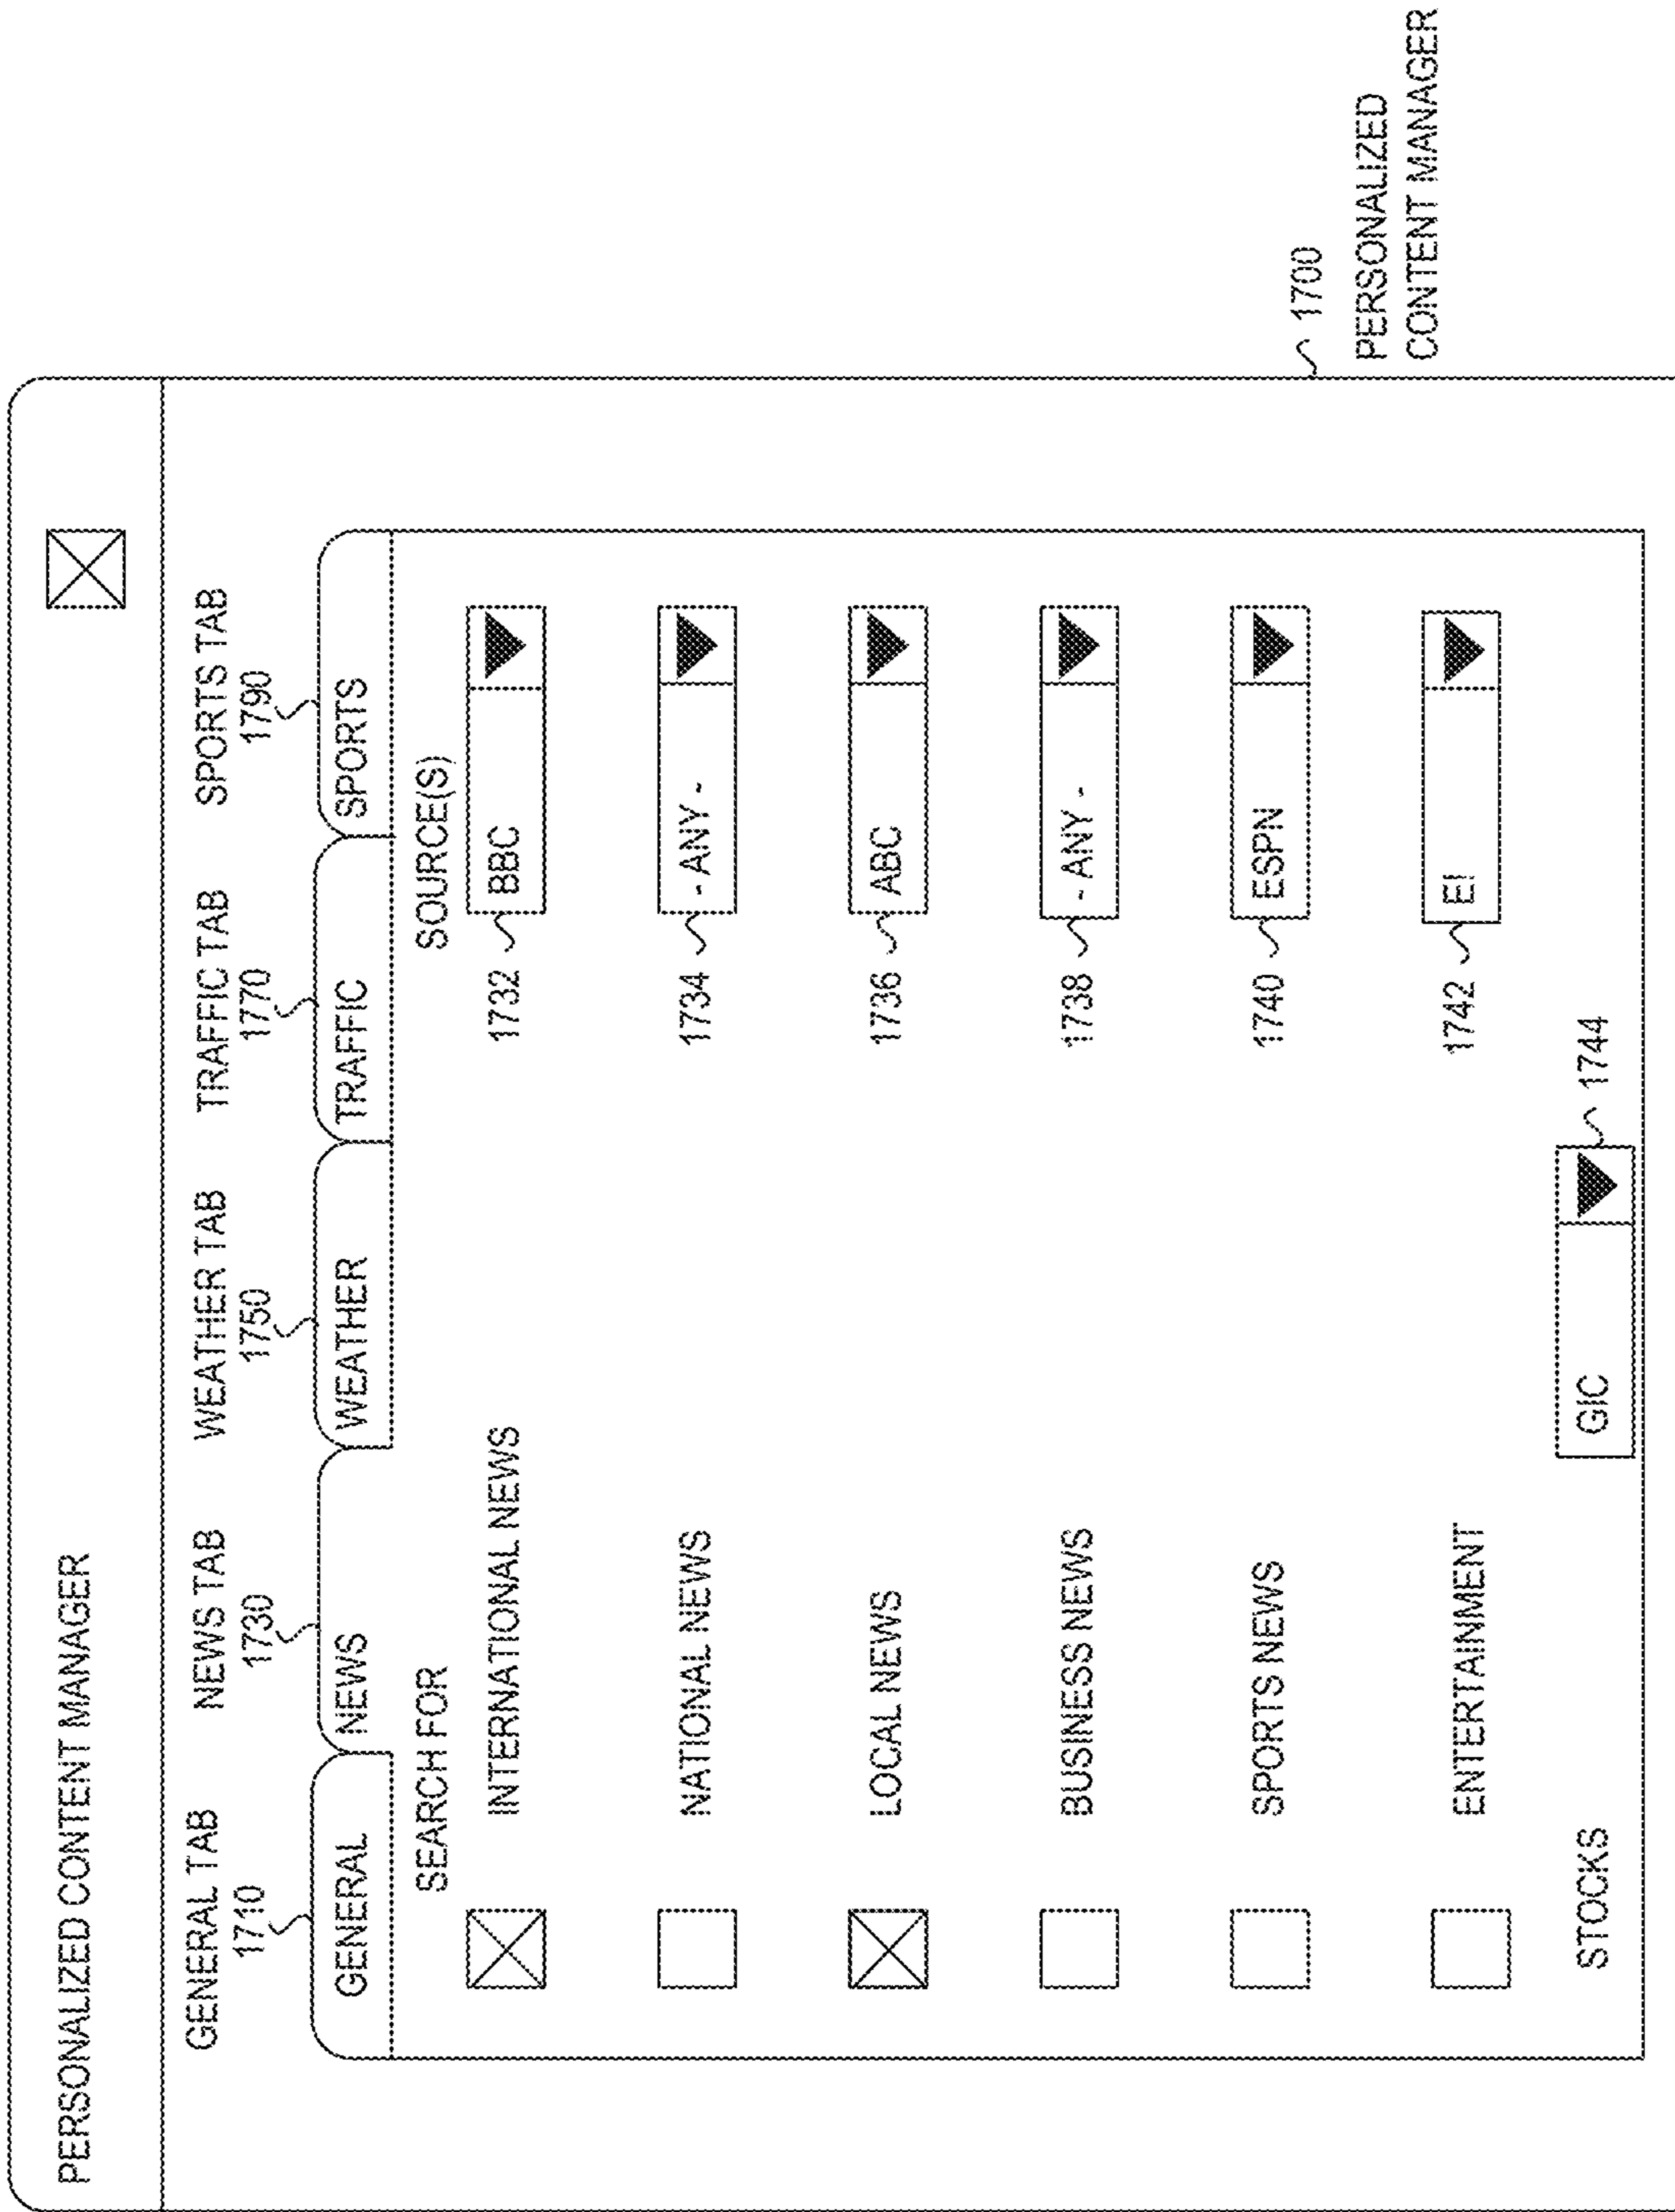 PERSONALIZED CONTENT MANAGER
GENERAL TAB NEWS TAB WEATHER TAB TRAFFIC TAB SPORTS TAB
1710 1730 1750 1770 1790
GENERAL NEWS WEATHER TRAFFIC SPORTS
SEARCH FOR SOURCE(S)
INTERNATIONAL NEWS 1732 BBC
NATIONAL NEWS 1734 - ANY -
LOCAL NEWS 1736 ABC
BUSINESS NEWS 1738 - ANY -
SPORTS NEWS 1740 ESPN
ENTERTAINMENT 1742 E!
STOCKS GIC 1744
1700
PERSONALIZED
CONTENT MANAGER